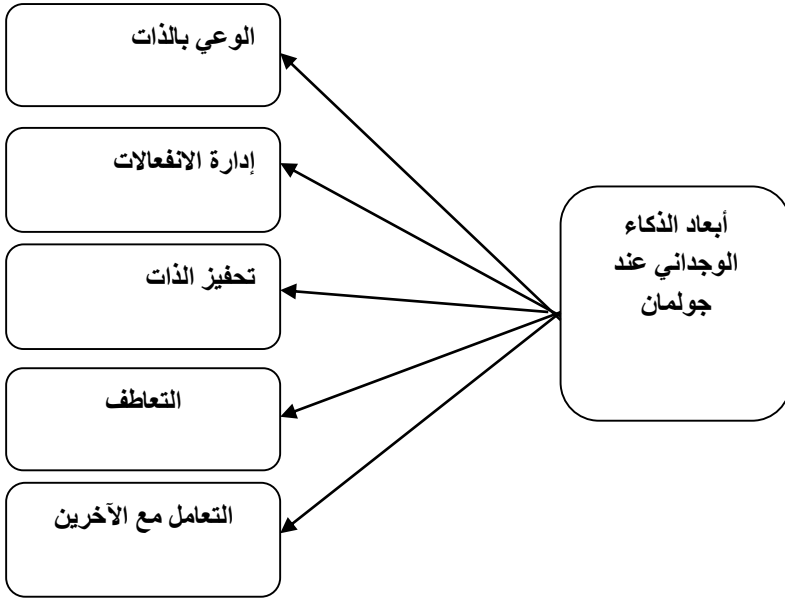 أبعاد الذكاء
الوجداني عند
جولمان
الوعي بالذات
إدارة الانفعالات
تحفيز الذات
التعاطف
التعامل مع الآخرين